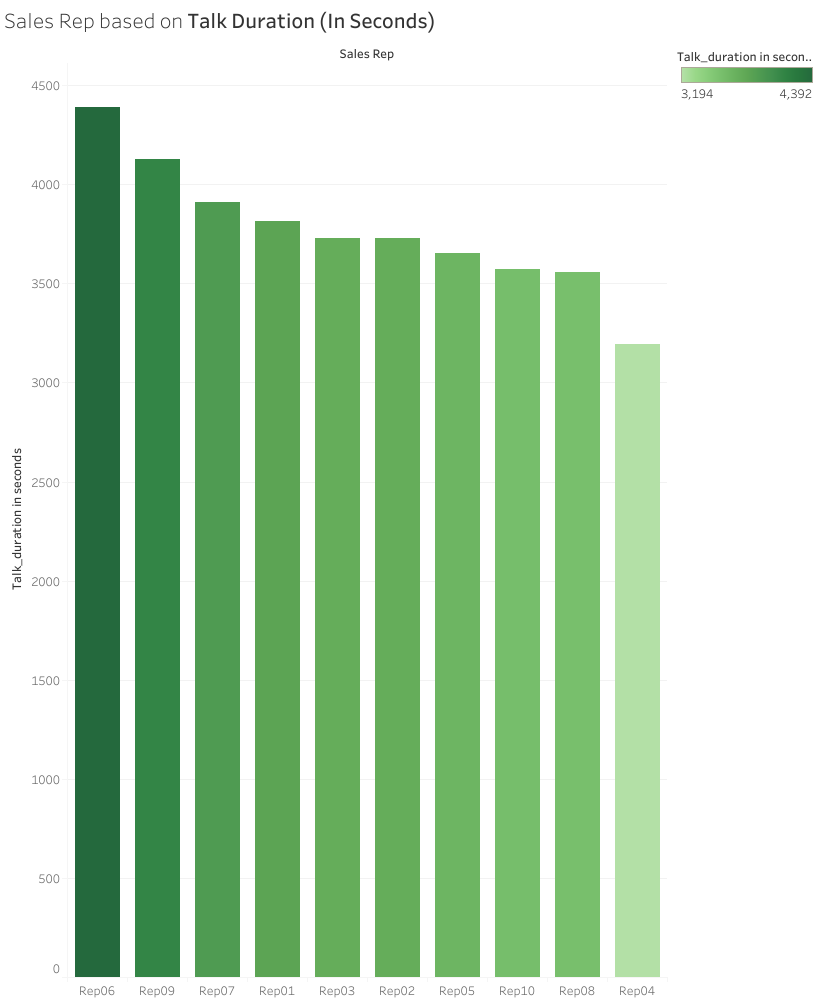 Sales Rep based on Talk Duration (In Seconds)
Sales Rep
Talk_duration in secon..
3,194 4,392
4500
4000
3500
3000
2500
2000
1500
1000
500
0
Talk_duration in seconds
Rep06 Rep09 Rep07 Rep01 Rep03 Rep02 Rep05 Rep10 Rep08 Rep04